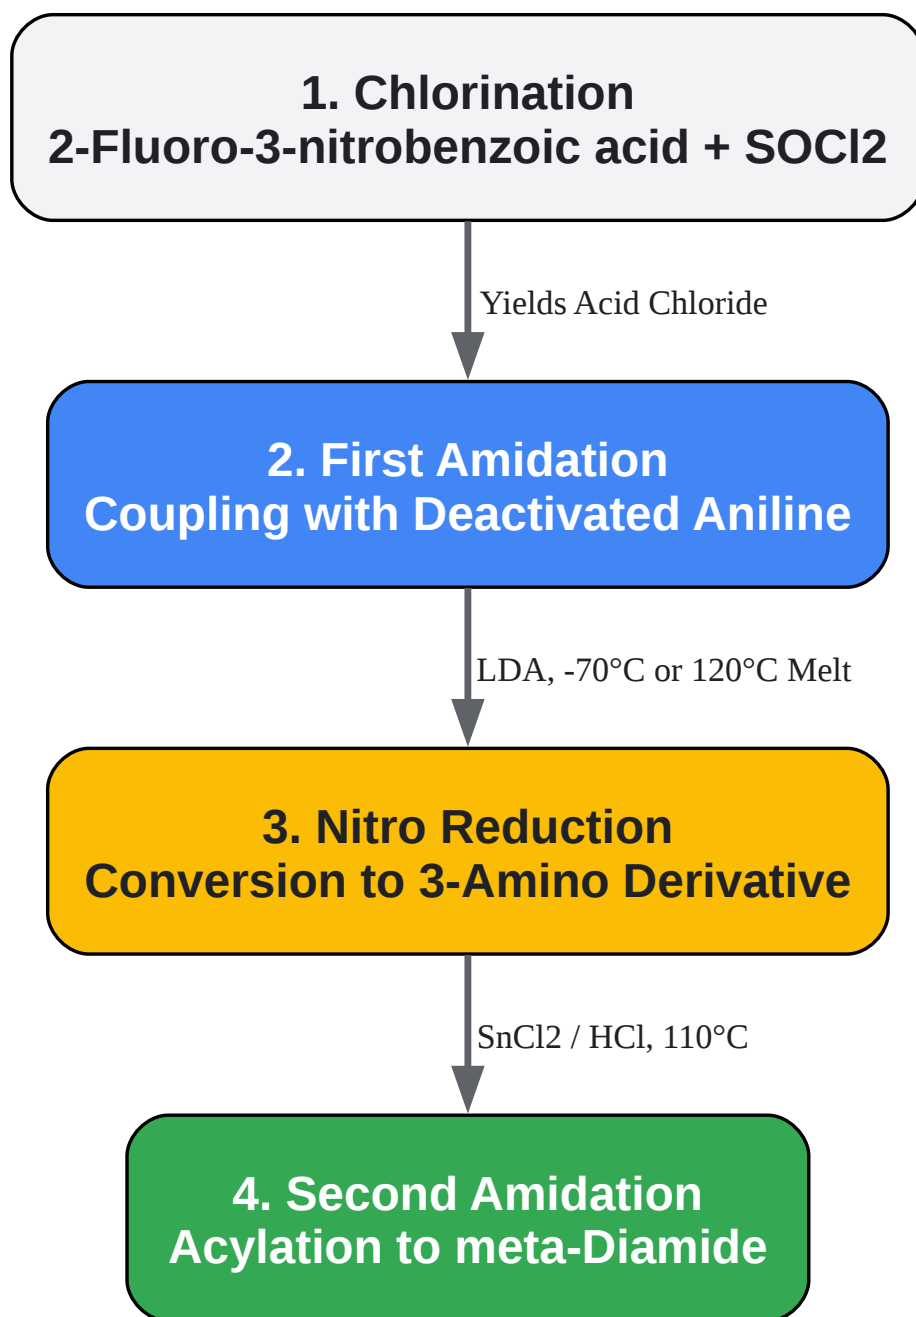 1. Chlorination
2-Fluoro-3-nitrobenzoic acid + SOCl2
Yields Acid Chloride
2. First Amidation
Coupling with Deactivated Aniline
LDA, -70°C or 120°C Melt
3. Nitro Reduction
Conversion to 3-Amino Derivative
SnCl2 / HCl, 110°C
4. Second Amidation
Acylation to meta-Diamide